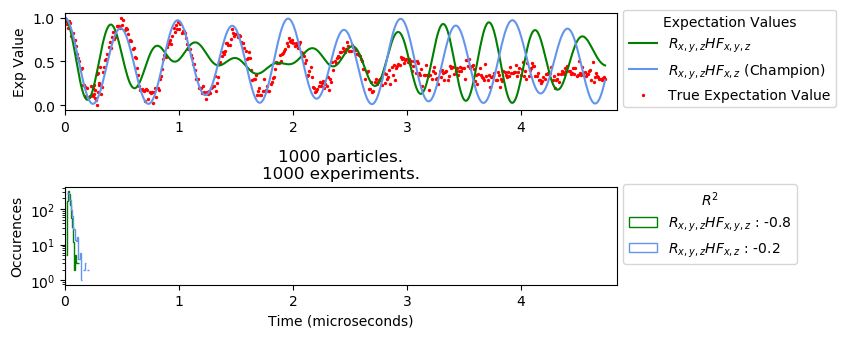 1.0
0.5
0.0
Exp Value
0 1 2 3 4
Expectation Values
R_{x,y,z}HF_{x,y,z}
R_{x,y,z}HF_{x,z} (Champion)
True Expectation Value
1000 particles.
1000 experiments.
10^2
10^1
10^0
Occurences
0 1 2 3 4
Time (microseconds)
R^2
R_{x,y,z}HF_{x,y,z} : -0.8
R_{x,y,z}HF_{x,z} : -0.2